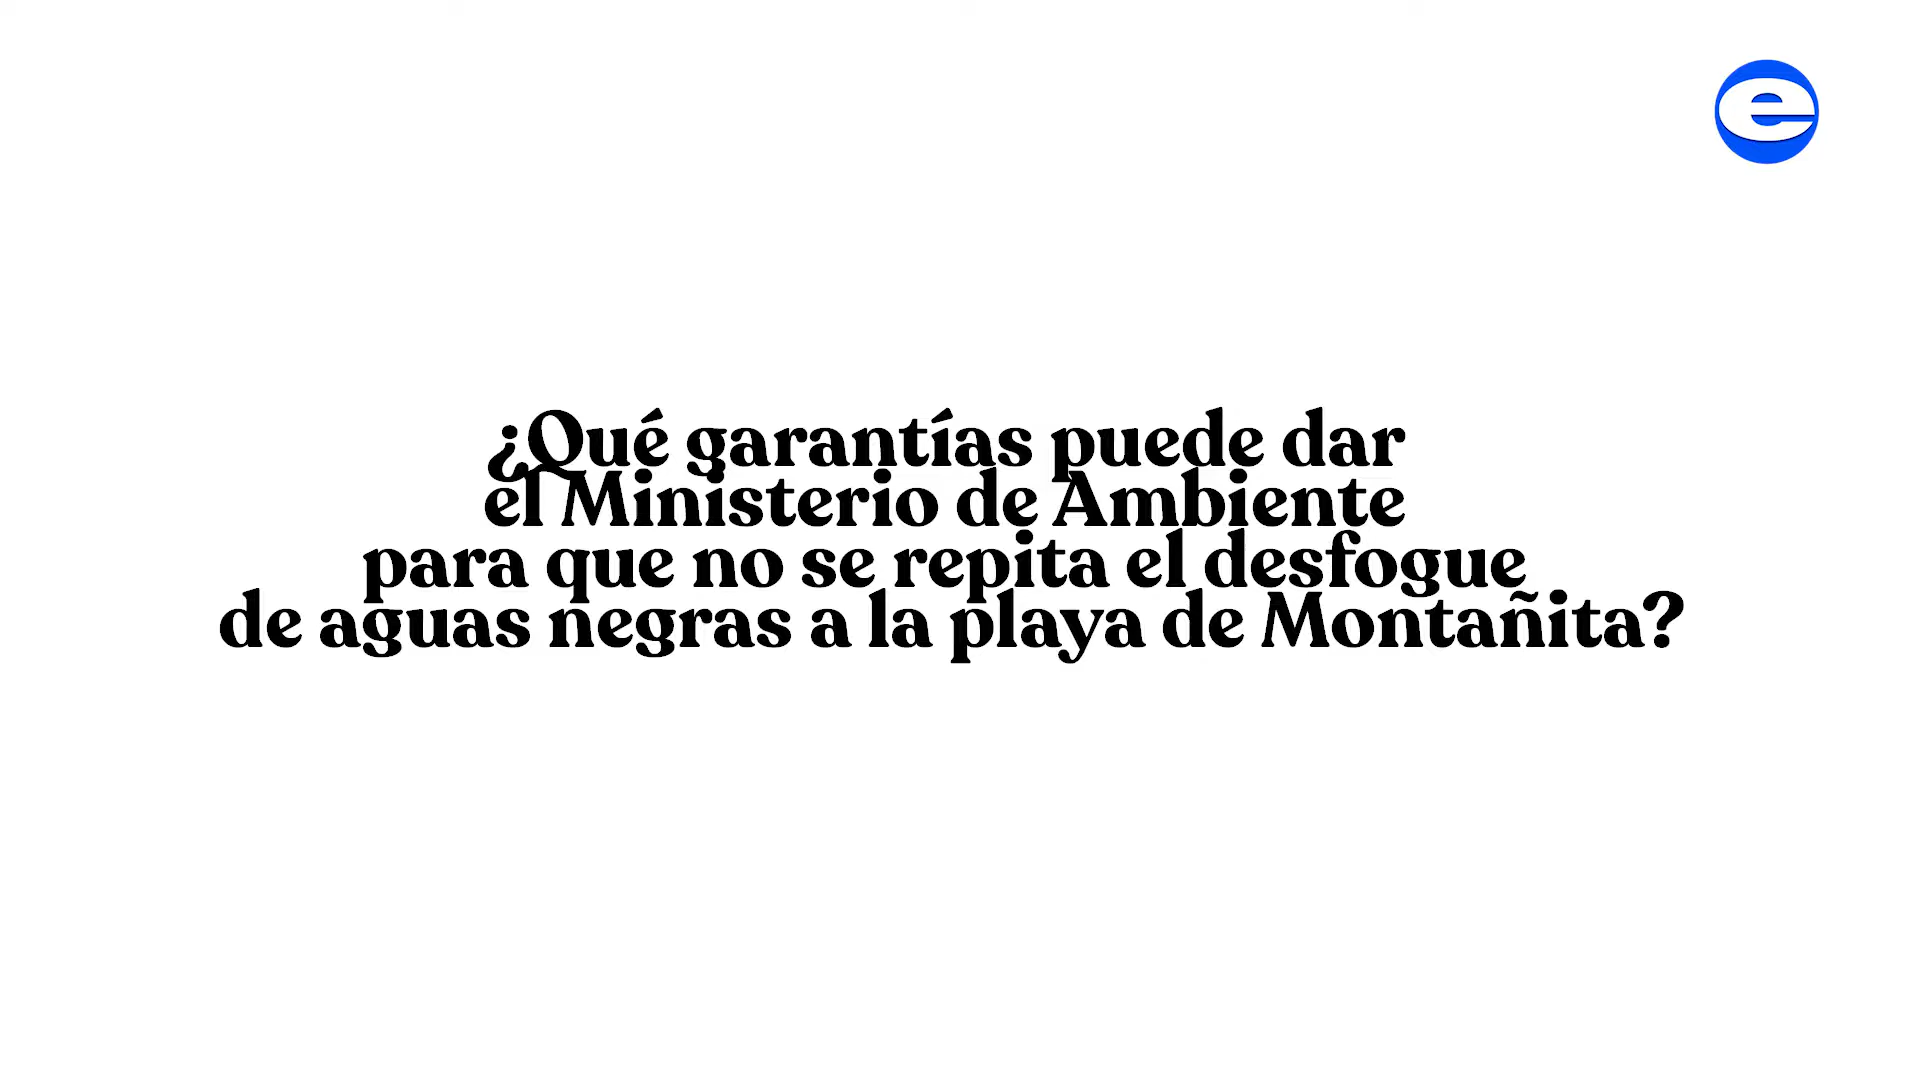 e
¿Qué garantías puede dar
el Ministerio de Ambiente
para que no se repita el desfogue
de aguas negras a la playa de Montañita?